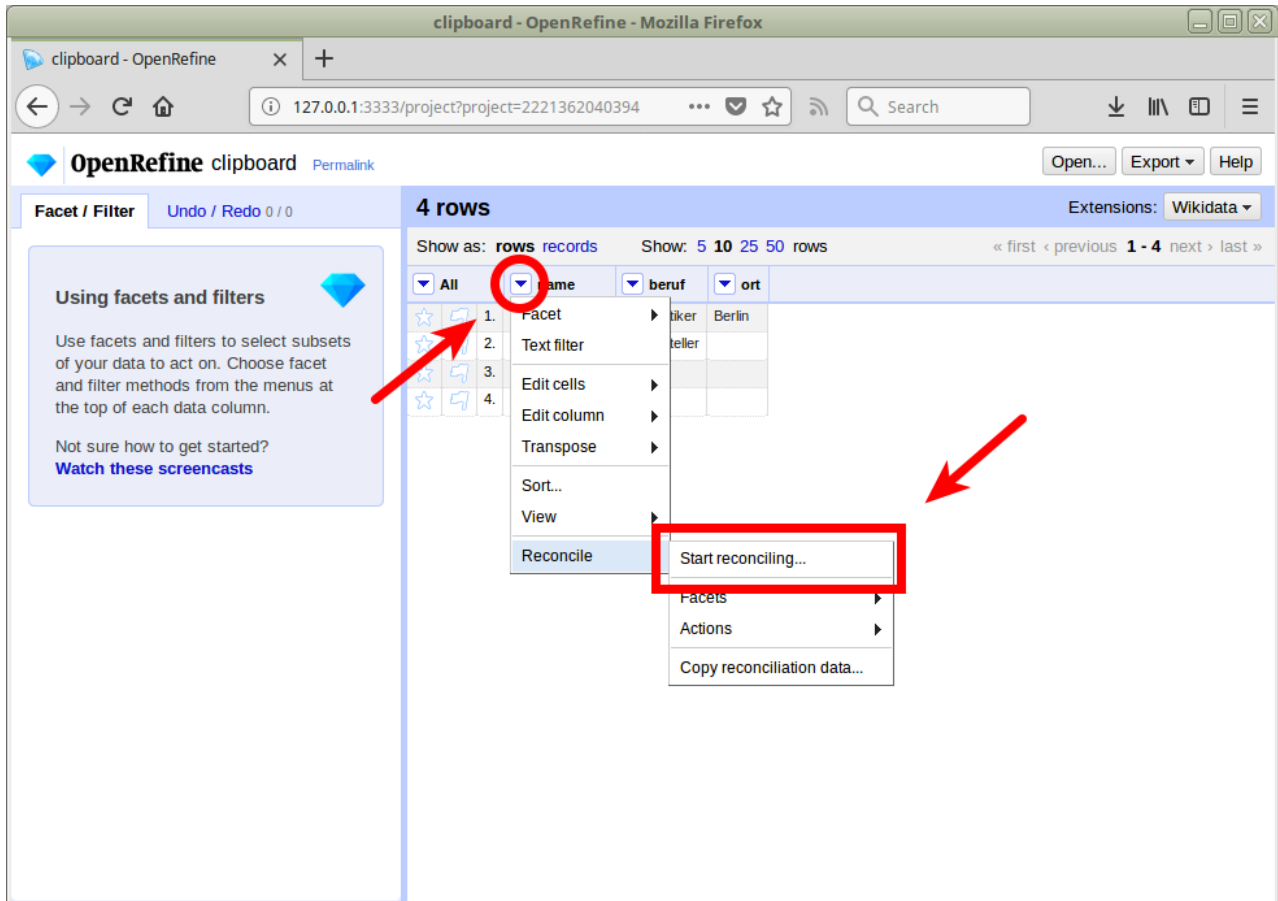 clipboard - OpenRefine - Mozilla Firefox
clipboard - OpenRefine
127.0.0.1:3333/project?project=2221362040394
Search
OpenRefine clipboard Permalink
Open... Export Help
Facet / Filter Undo / Redo 0 / 0
4 rows
Extensions: Wikidata
Show as: rows records Show: 5 10 25 50 rows
« first ‹ previous 1 - 4 next › last »
All name beruf ort
1. tiker Berlin
2. teller
3.
4.
Using facets and filters
Use facets and filters to select subsets
of your data to act on. Choose facet
and filter methods from the menus at
the top of each data column.
Not sure how to get started?
Watch these screencasts
Facet
Text filter
Edit cells
Edit column
Transpose
Sort...
View
Reconcile
Start reconciling...
Facets
Actions
Copy reconciliation data...